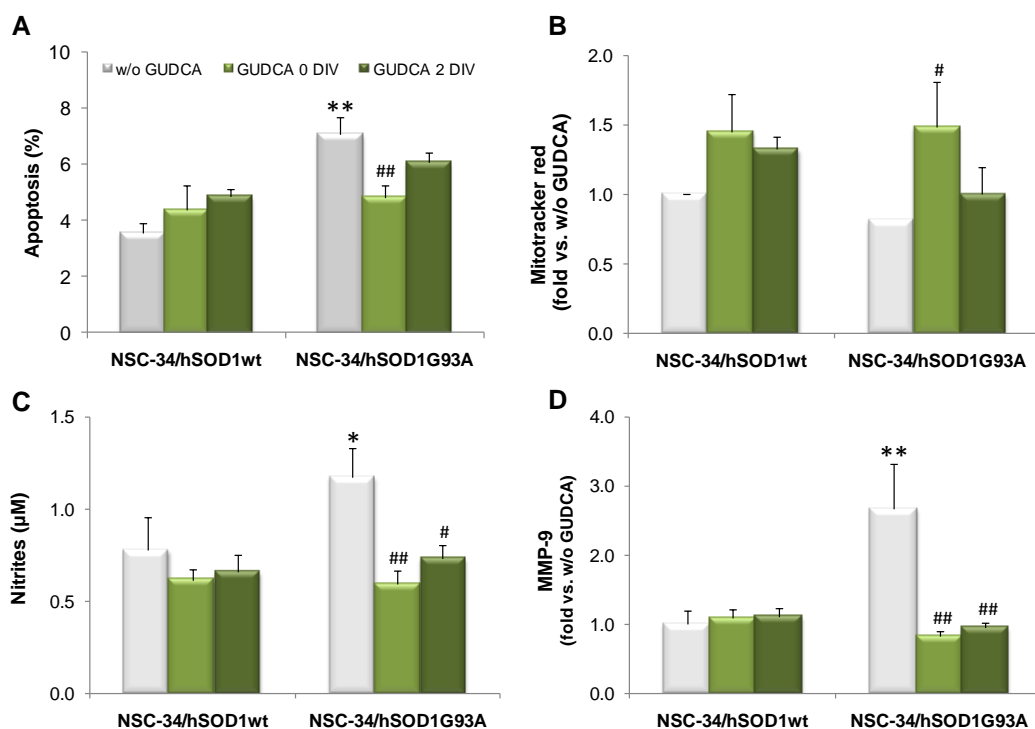 A
Apoptosis (%)
10
8
6
4
2
0
w/o GUDCA GUDCA 0 DIV GUDCA 2 DIV
**
##
NSC-34/hSOD1wt NSC-34/hSOD1G93A
B
Mitotracker red
(fold vs. w/o GUDCA)
2.0
1.5
1.0
0.5
0.0
#
NSC-34/hSOD1wt NSC-34/hSOD1G93A
C
Nitrites (µM)
1.5
1.0
0.5
0.0
*
##
#
NSC-34/hSOD1wt NSC-34/hSOD1G93A
D
MMP-9
(fold vs. w/o GUDCA)
4.0
3.0
2.0
1.0
0.0
**
##
##
NSC-34/hSOD1wt NSC-34/hSOD1G93A